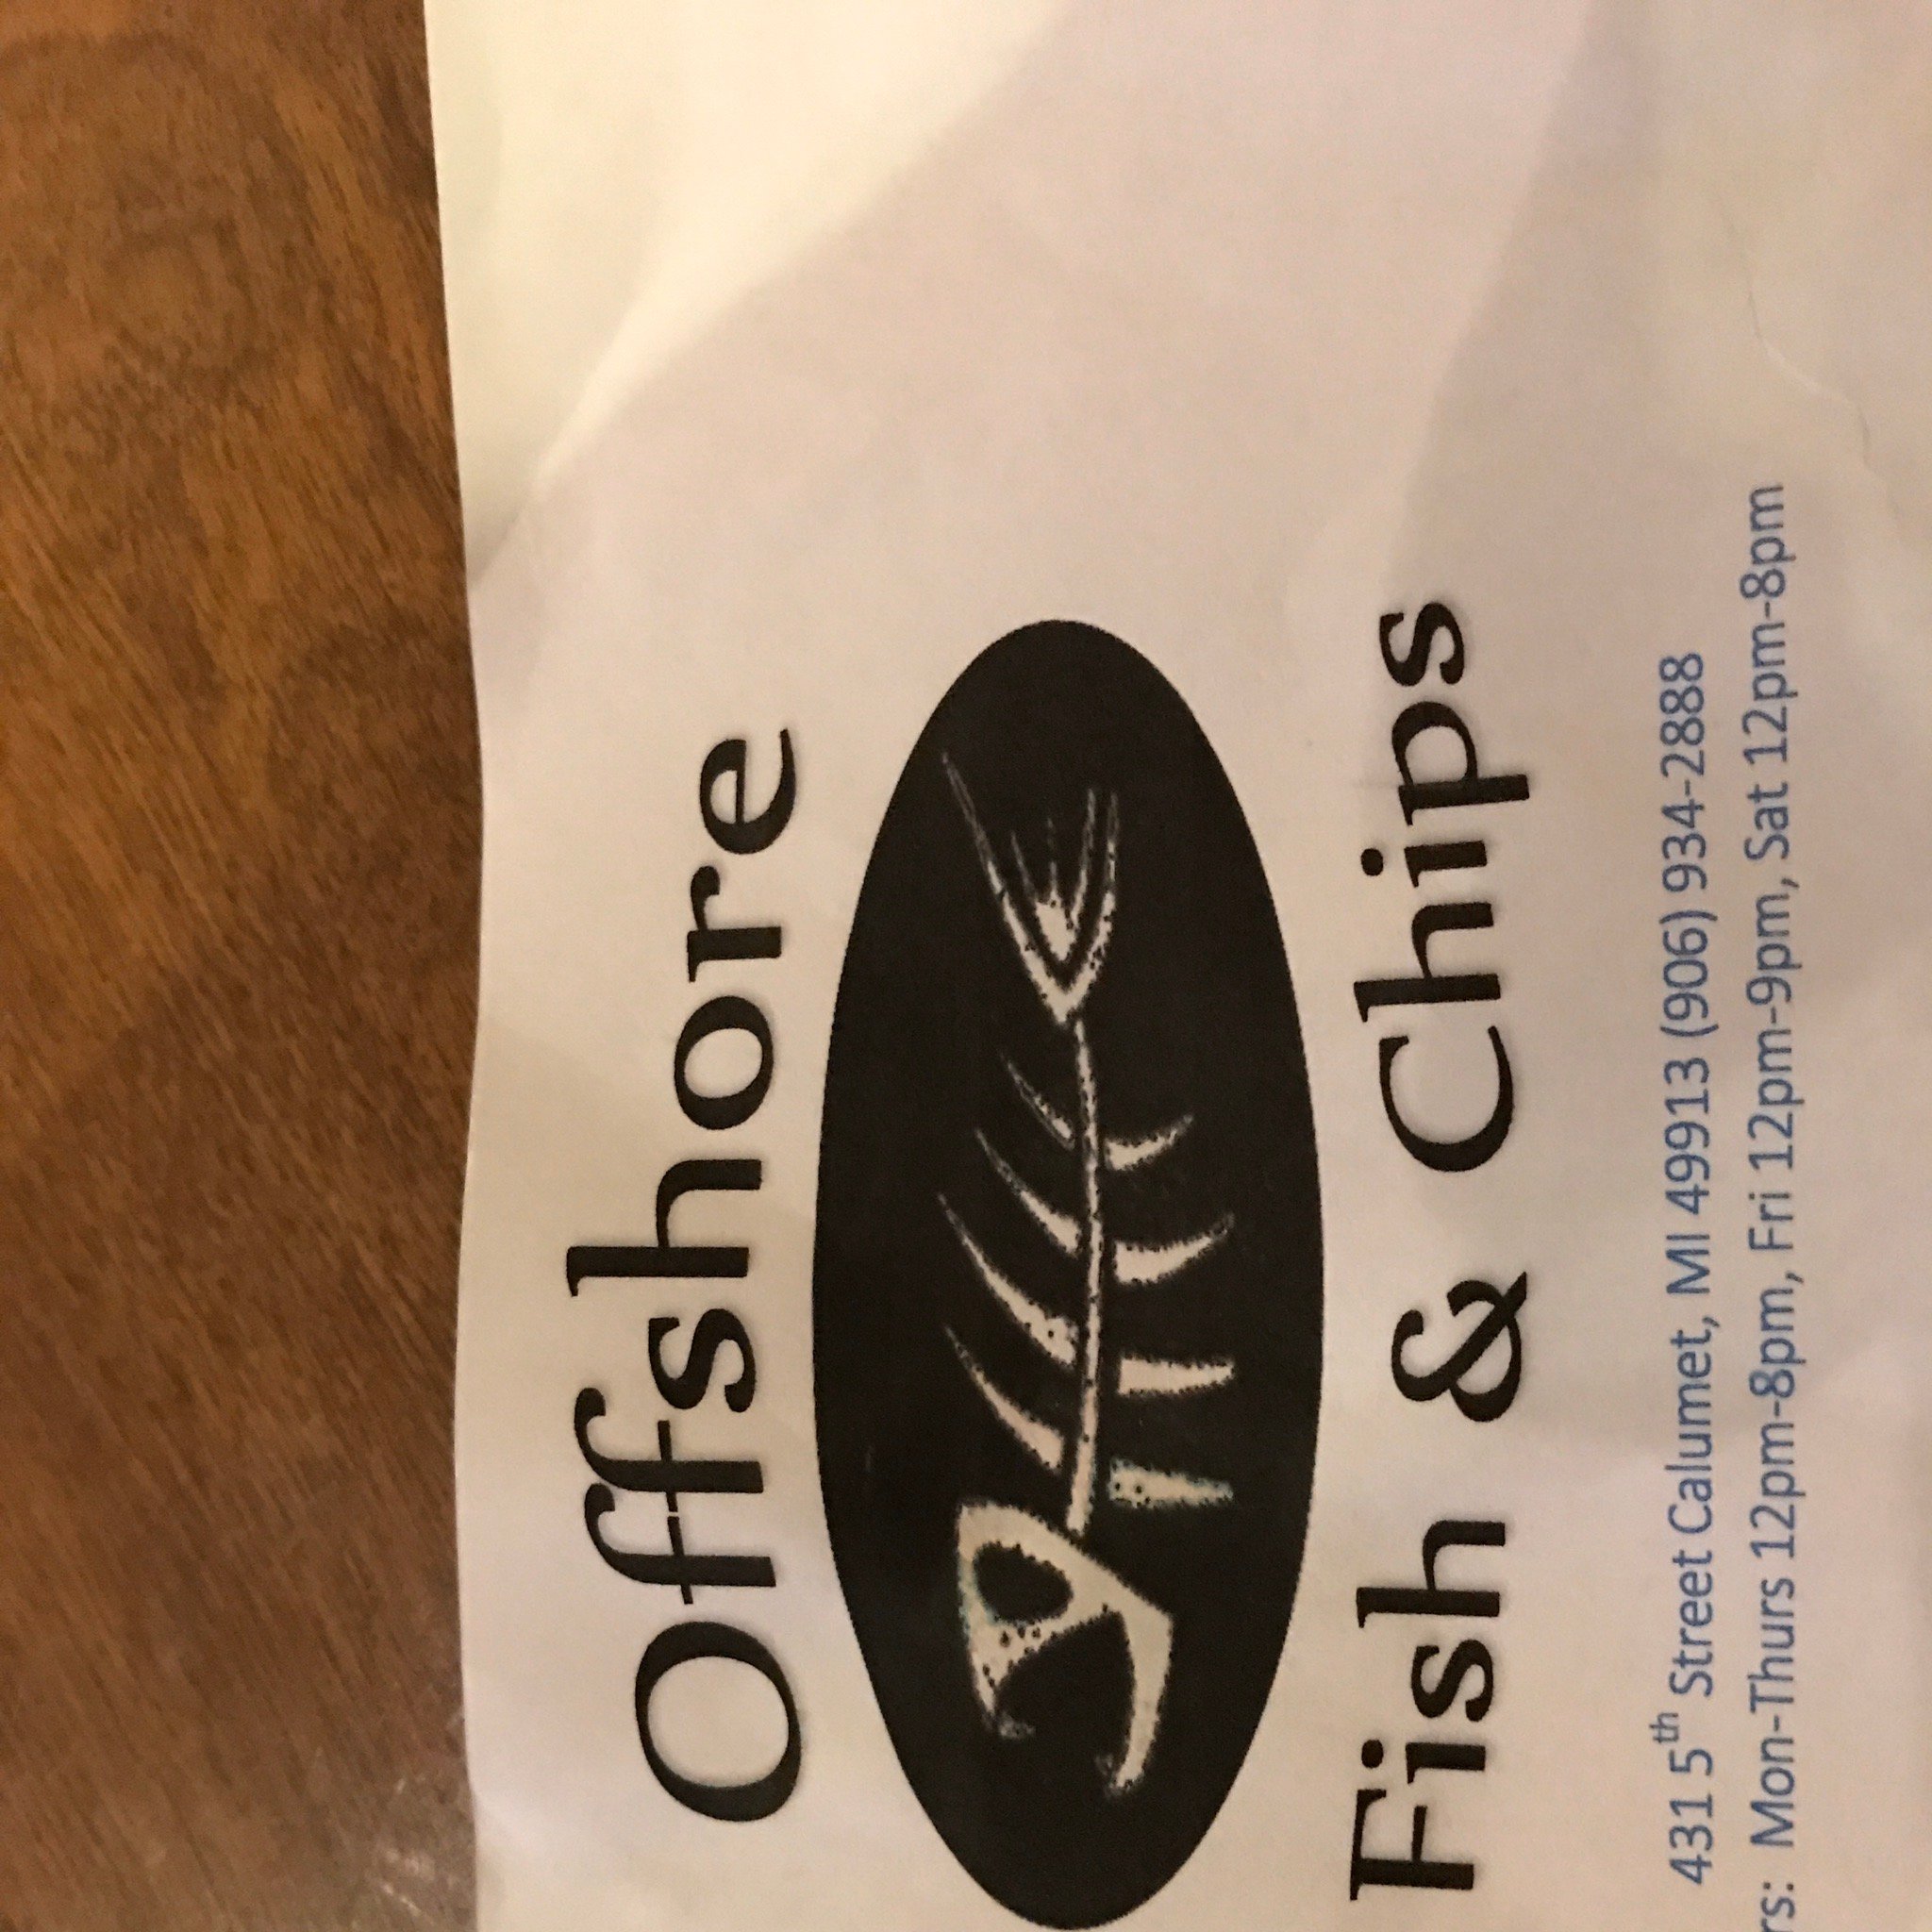 Offshore
Fish & Chips
431 5th Street Calumet, MI 49913 (906) 934-2888
Mon-Thurs 12pm-8pm, Fri 12pm-9pm, Sat 12pm-8pm